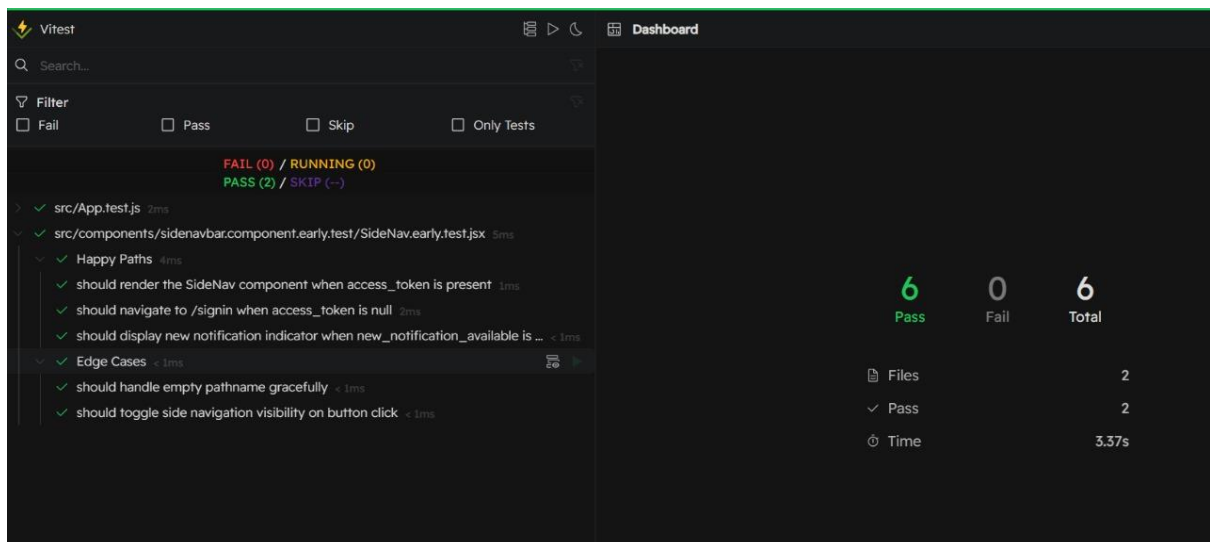 Vitest
Dashboard
Search...
Filter
Fail Pass Skip Only Tests
FAIL (0) / RUNNING (0)
PASS (2) / SKIP (--)
src/App.test.js 2ms
src/components/sidenavbar.component.early.test/SideNav.early.test.jsx 5ms
Happy Paths 4ms
should render the SideNav component when access_token is present 1ms
should navigate to /signin when access_token is null 2ms
should display new notification indicator when new_notification_available is ... < 1ms
Edge Cases < 1ms
should handle empty pathname gracefully < 1ms
should toggle side navigation visibility on button click < 1ms
6 0 6
Pass Fail Total
Files 2
Pass 2
Time 3.37s